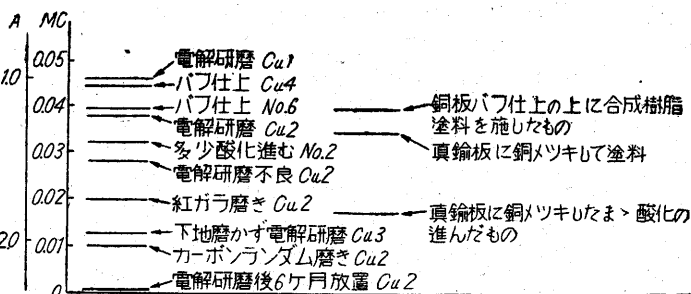 A MC
0.05
1.0
0.04
0.03
0.02
2.0
0.01
0
電解研磨 Cu1
バフ仕上 Cu4
バフ仕上 No.6
電解研磨 Cu2
多少酸化進む No.2
電解研磨不良 Cu2
紅ガラ磨き Cu2
下地磨かず電解研磨 Cu3
カーボンランダム磨き Cu2
電解研磨後6ケ月放置 Cu2
銅板バフ仕上の上に合成樹脂
塗料を施したもの
真鍮板に銅メツキして塗料
真鍮板に銅メツキしたまゝ酸化の
進んだもの